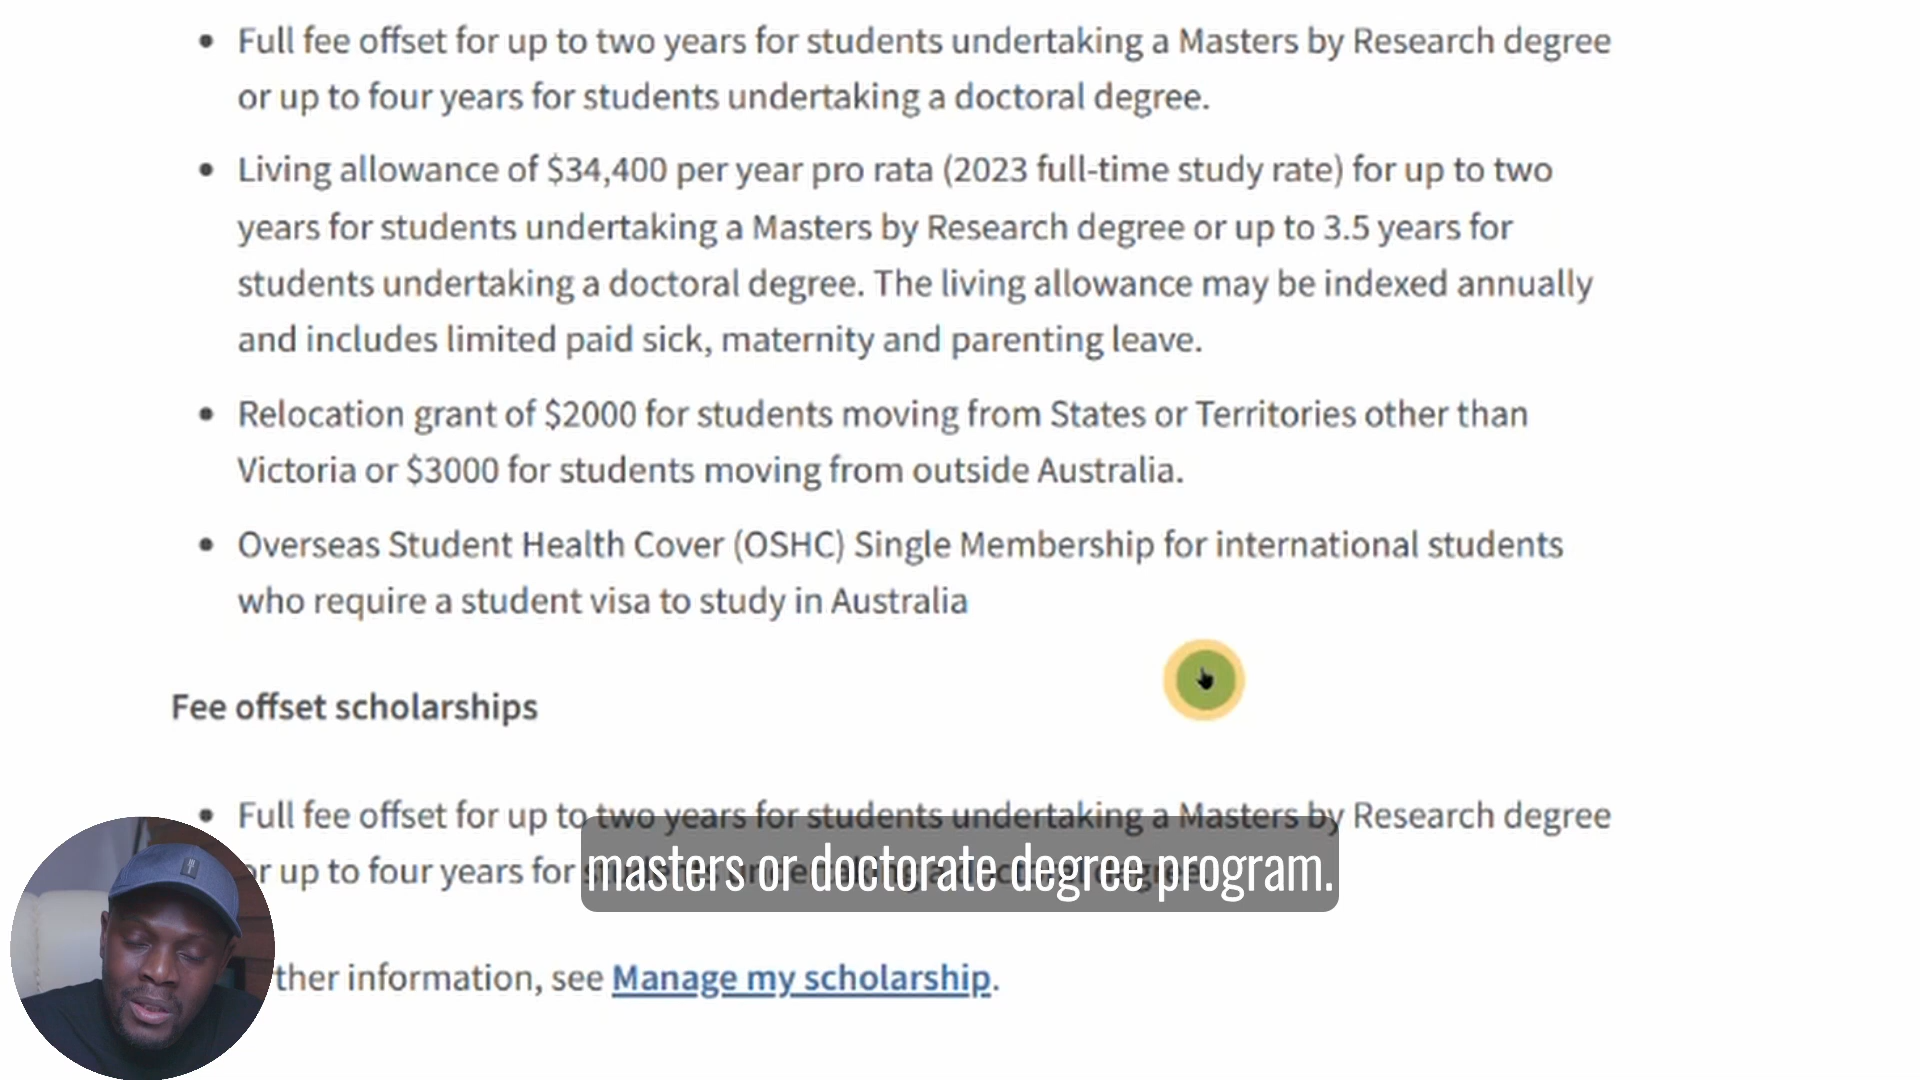 Full fee offset for up to two years for students undertaking a Masters by Research degree
or up to four years for students undertaking a doctoral degree.
Living allowance of $34,400 per year pro rata (2023 full-time study rate) for up to two
years for students undertaking a Masters by Research degree or up to 3.5 years for
students undertaking a doctoral degree. The living allowance may be indexed annually
and includes limited paid sick, maternity and parenting leave.
Relocation grant of $2000 for students moving from States or Territories other than
Victoria or $3000 for students moving from outside Australia.
Overseas Student Health Cover (OSHC) Single Membership for international students
who require a student visa to study in Australia
Fee offset scholarships
Full fee offset for up to two years for students undertaking a Masters by Research degree
or up to four years for students undertaking a doctoral degree.
masters or doctorate degree program.
ther information, see Manage my scholarship.